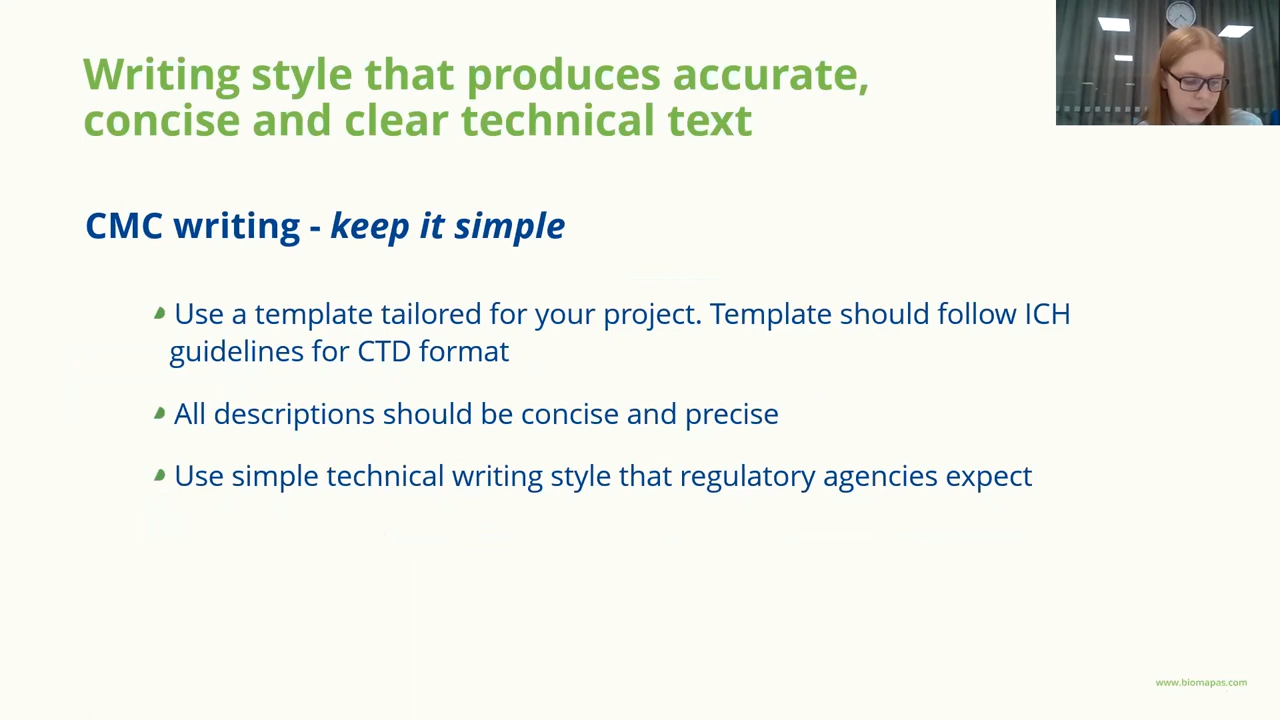 Writing style that produces accurate,
concise and clear technical text
CMC writing - keep it simple
Use a template tailored for your project. Template should follow ICH
guidelines for CTD format
All descriptions should be concise and precise
Use simple technical writing style that regulatory agencies expect
www.biomapas.com